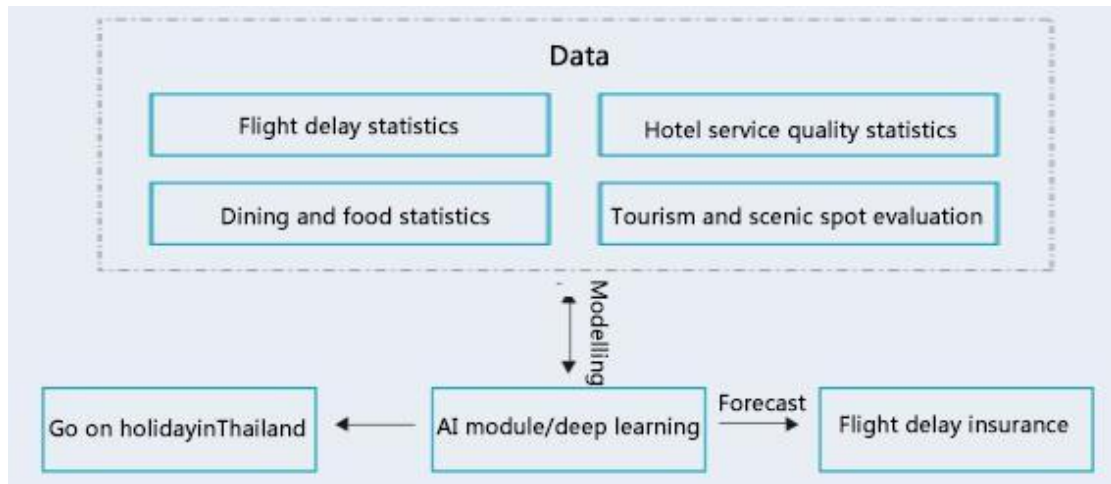 Data
Flight delay statistics
Hotel service quality statistics
Dining and food statistics
Tourism and scenic spot evaluation
Modelling
Go on holidayinThailand
AI module/deep learning
Forecast
Flight delay insurance